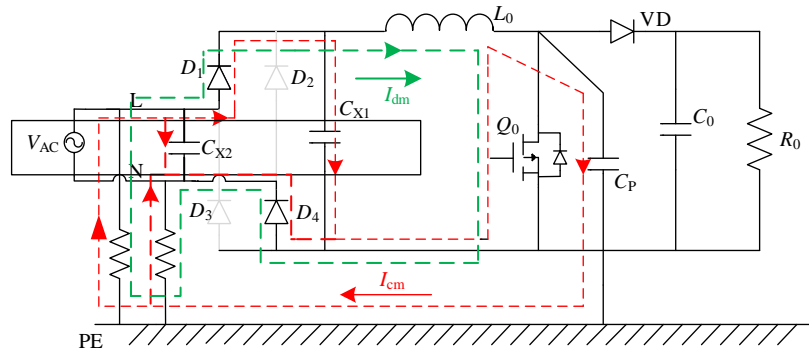 L₀
VD
D₁
D₂
L
I_dm
C_X1
V_AC
C_X2
Q₀
C₀
R₀
N
C_P
D₃
D₄
I_cm
PE